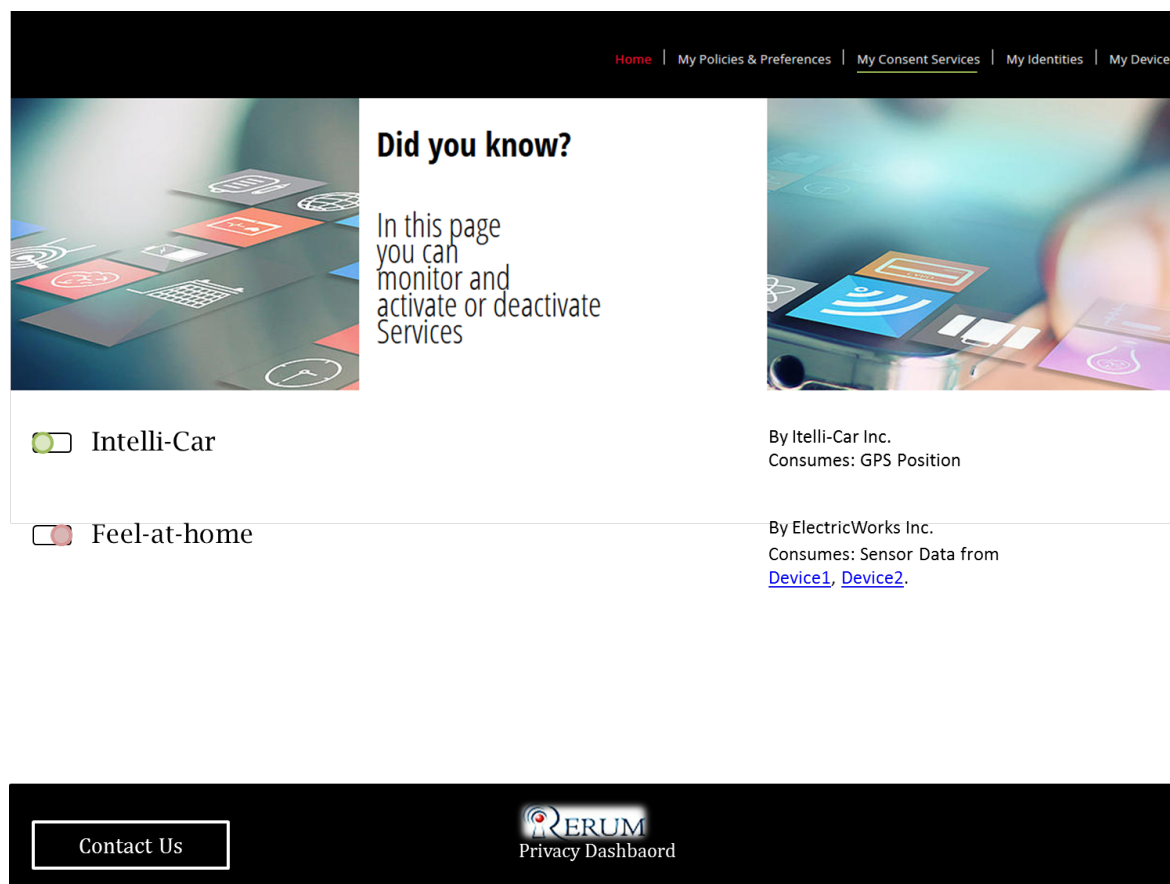 Home | My Policies & Preferences | My Consent Services | My Identities | My Device
Did you know?
In this page
you can
monitor and
activate or deactivate
Services
Intelli-Car
By Itelli-Car Inc.
Consumes: GPS Position
Feel-at-home
By ElectricWorks Inc.
Consumes: Sensor Data from
Device1, Device2.
Contact Us
RERUM
Privacy Dashbaord